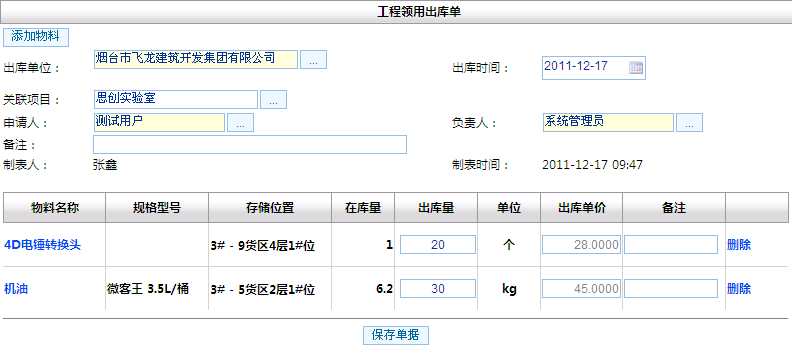 工程领用出库单
添加物料
出库单位： 烟台市飞龙建筑开发集团有限公司 ... 出库时间： 2011-12-17
关联项目： 思创实验室 ...
申请人： 测试用户 ... 负责人： 系统管理员 ...
备注：
制表人： 张鑫 制表时间： 2011-12-17 09:47
物料名称 规格型号 存储位置 在库量 出库量 单位 出库单价 备注
4D电锤转换头 3# - 9货区4层1#位 1 20 个 28.0000 删除
机油 微客王 3.5L/桶 3# - 5货区2层1#位 6.2 30 kg 45.0000 删除
保存单据